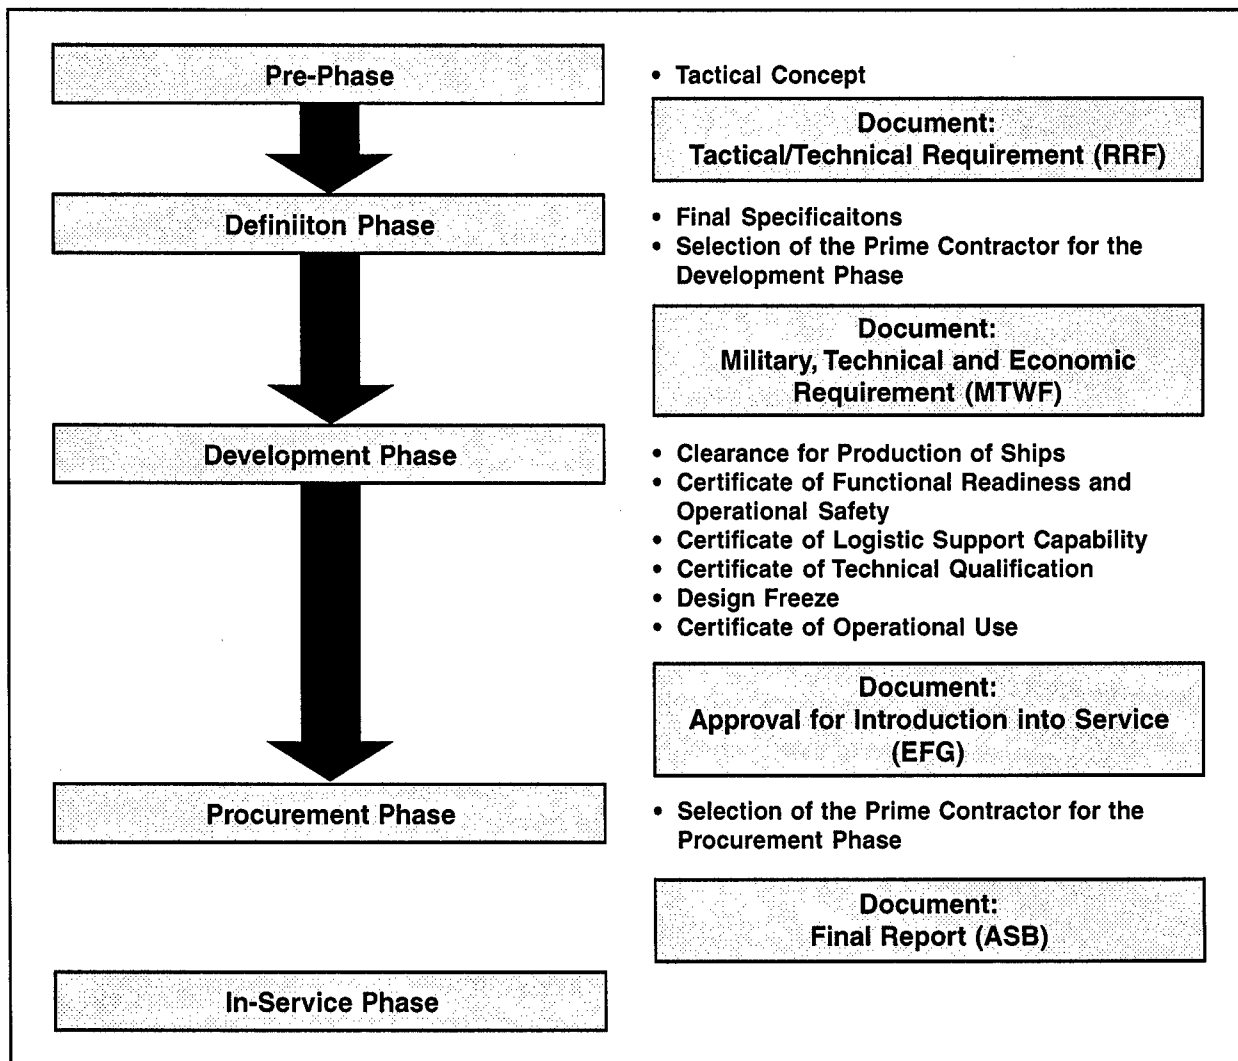 Pre-Phase
• Tactical Concept
Document:
Tactical/Technical Requirement (RRF)
Definiiton Phase
• Final Specificaitons
• Selection of the Prime Contractor for the
Development Phase
Document:
Military, Technical and Economic
Requirement (MTWF)
Development Phase
• Clearance for Production of Ships
• Certificate of Functional Readiness and
Operational Safety
• Certificate of Logistic Support Capability
• Certificate of Technical Qualification
• Design Freeze
• Certificate of Operational Use
Document:
Approval for Introduction into Service
(EFG)
Procurement Phase
• Selection of the Prime Contractor for the
Procurement Phase
Document:
Final Report (ASB)
In-Service Phase